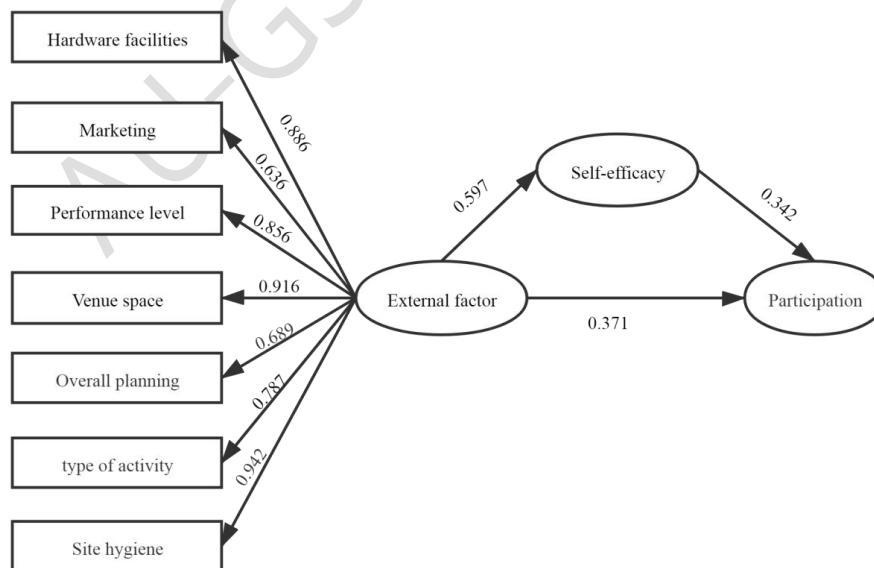 Hardware facilities
Marketing
Performance level
Venue space
Overall planning
type of activity
Site hygiene
0.886
0.636
0.856
0.916
0.689
0.787
0.942
External factor
0.597
Self-efficacy
0.342
0.371
Participation